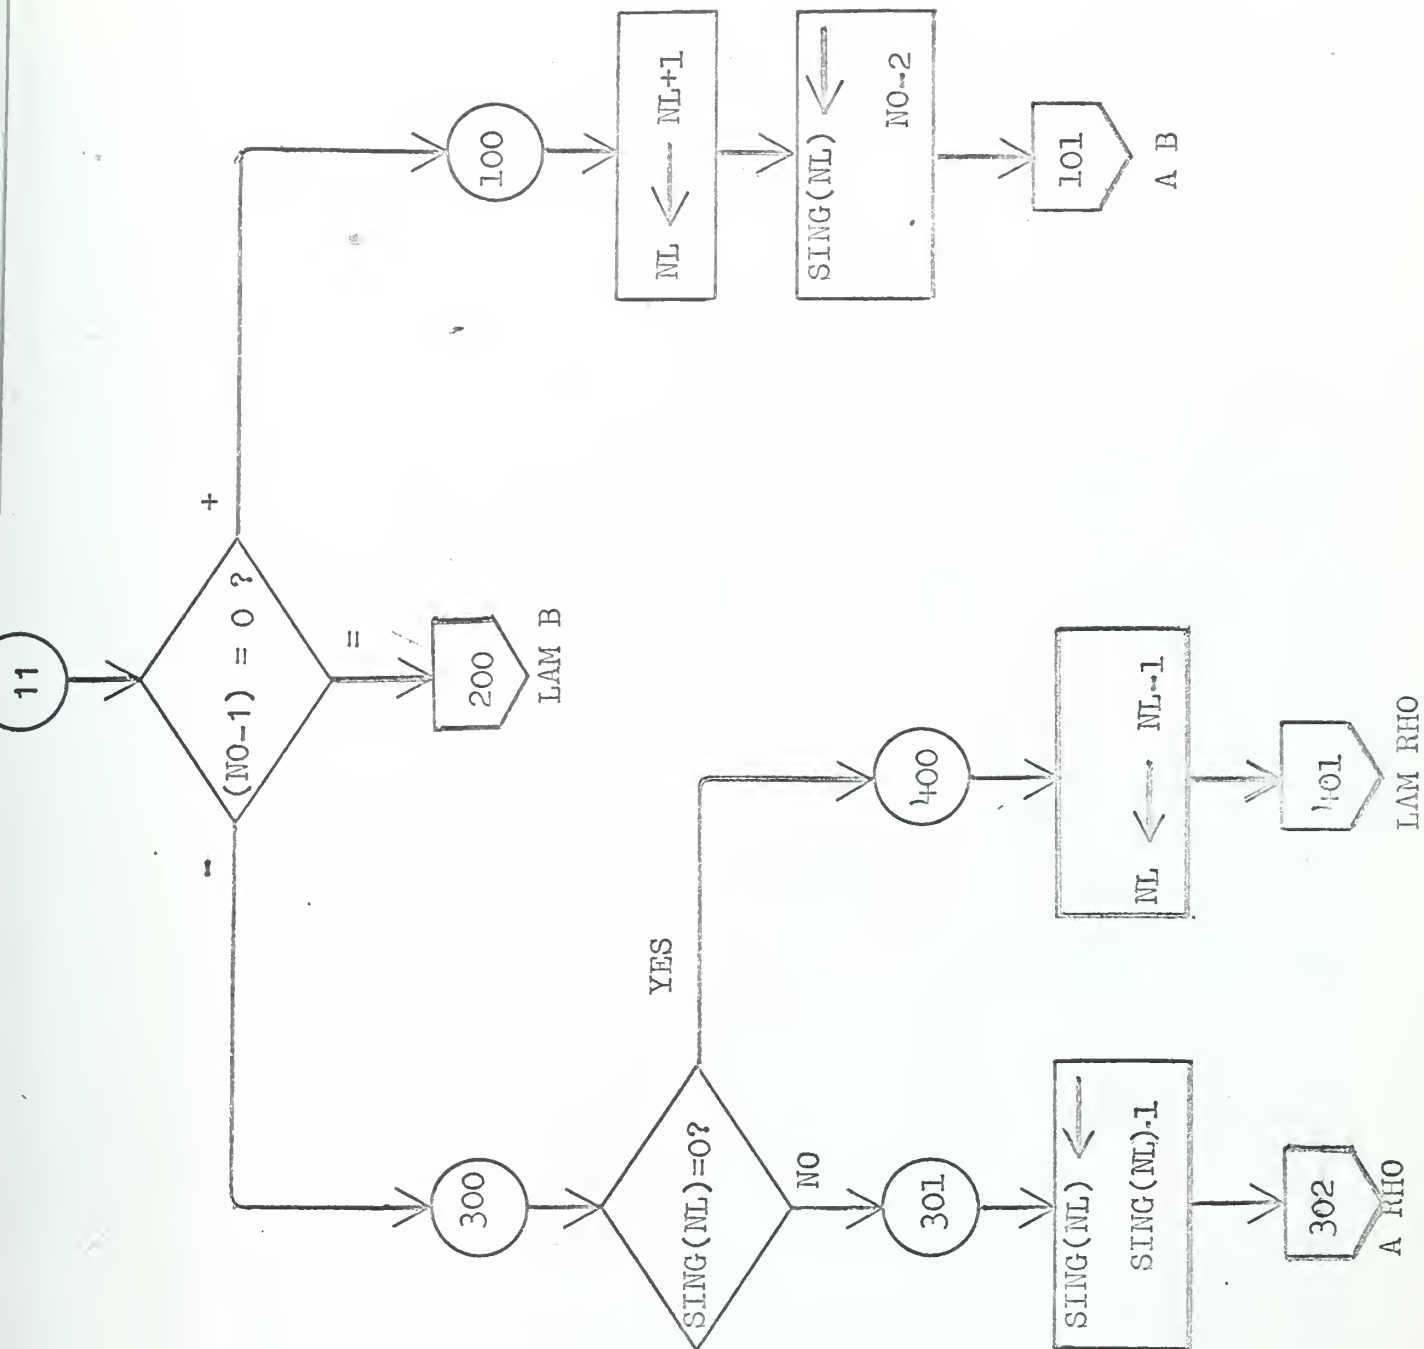 11
(NO-1) = 0 ?
-
=
+
200
LAM B
100
NL ← NL+1
SING(NL) ←
NO-2
101
A B
300
SING(NL)=0?
YES
NO
400
NL ← NL-1
401
LAM RHO
301
SING(NL) ←
SING(NL)-1
302
A RHO